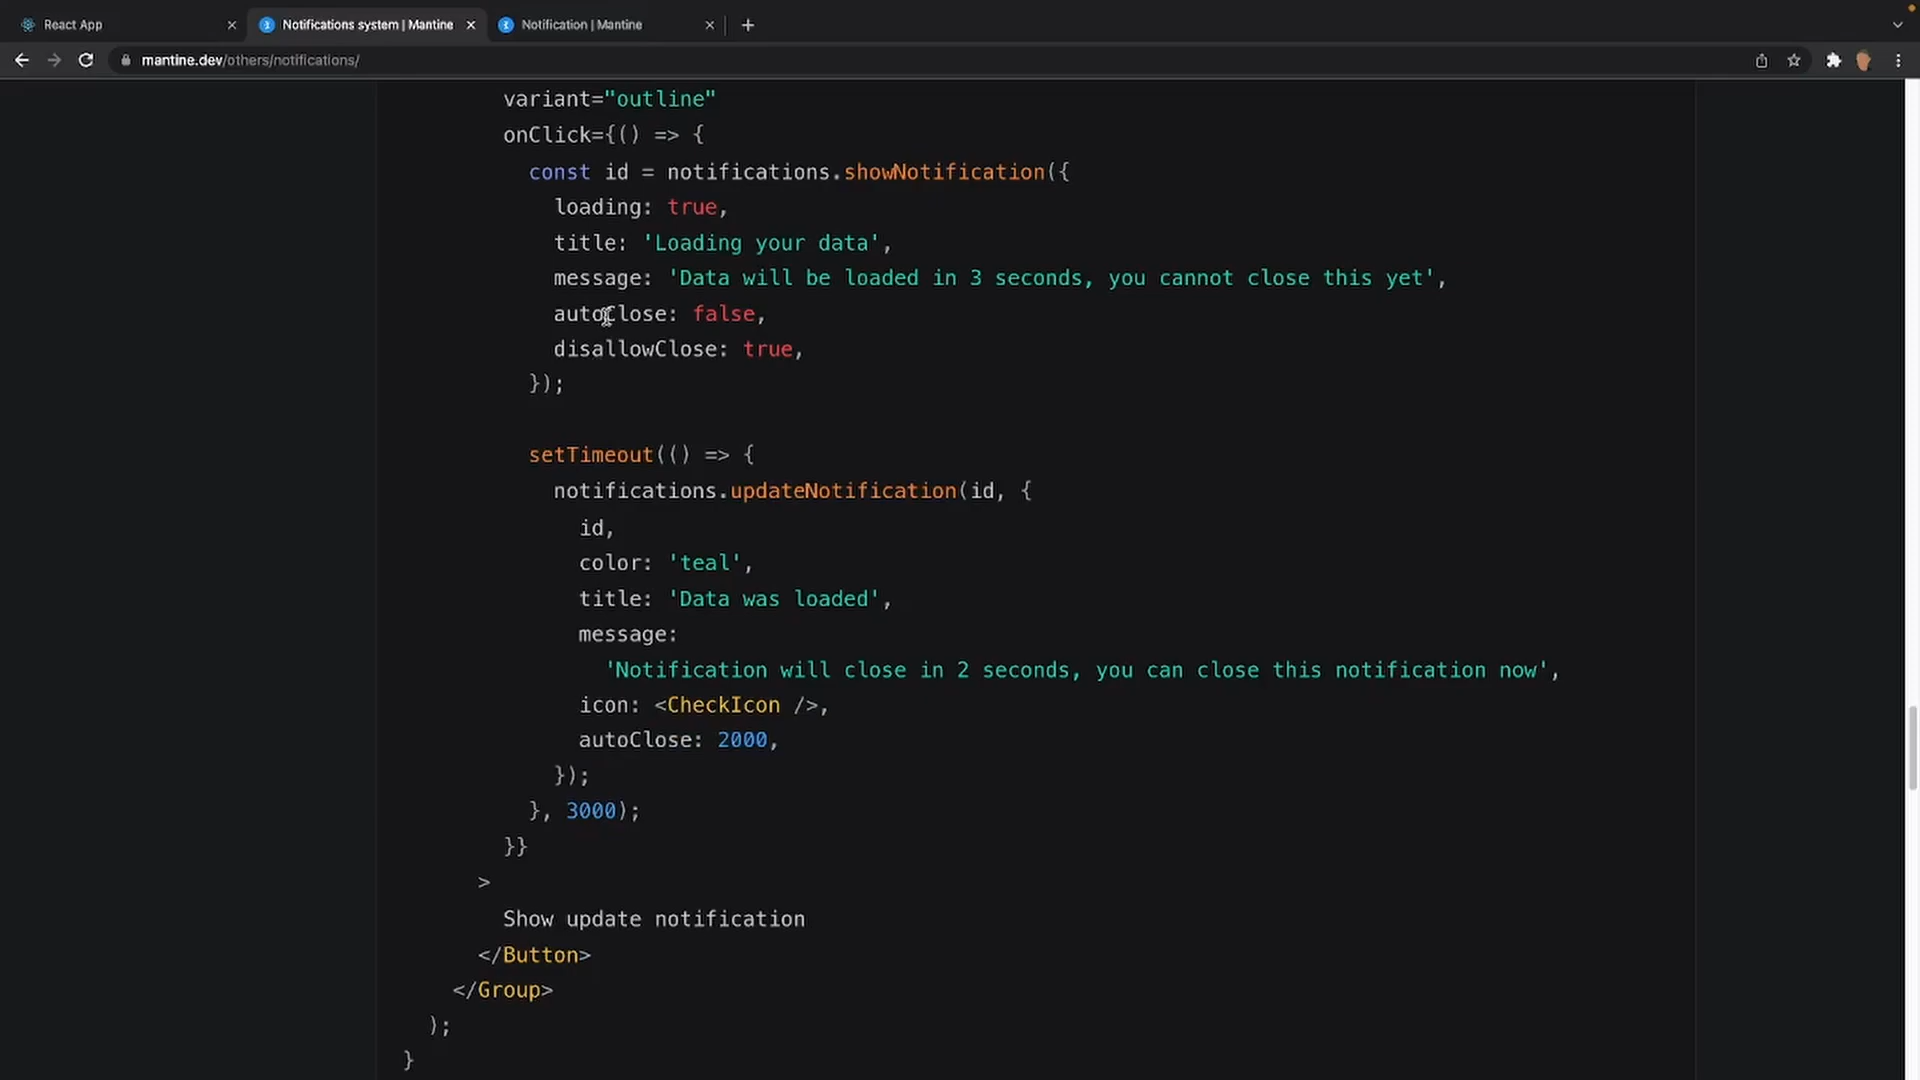 React App
Notifications system | Mantine
Notification | Mantine
mantine.dev/others/notifications/
variant="outline"
onClick={() => {
const id = notifications.showNotification({
loading: true,
title: 'Loading your data',
message: 'Data will be loaded in 3 seconds, you cannot close this yet',
autoClose: false,
disallowClose: true,
});
setTimeout(() => {
notifications.updateNotification(id, {
id,
color: 'teal',
title: 'Data was loaded',
message:
'Notification will close in 2 seconds, you can close this notification now',
icon: <CheckIcon />,
autoClose: 2000,
});
}, 3000);
}}
>
Show update notification
</Button>
</Group>
);
}